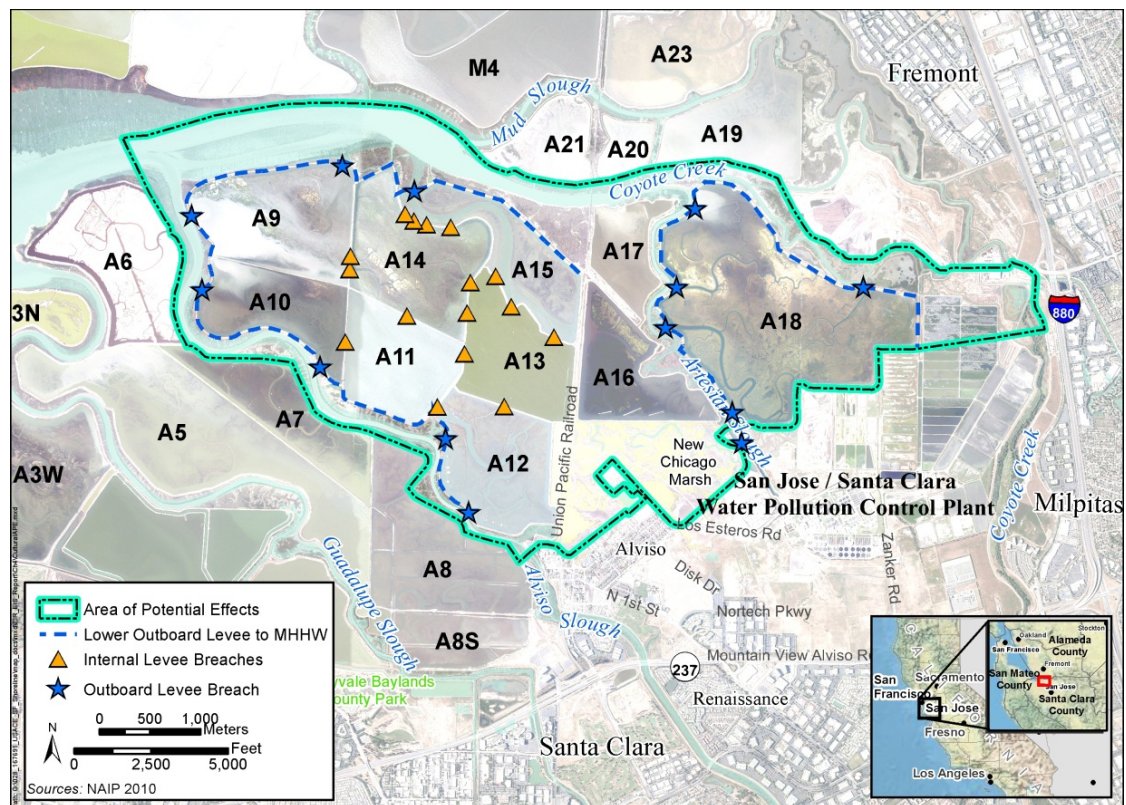 M4
A23
Fremont
Mud Slough
A21
A20
A19
Coyote Creek
A9
A17
A6
A14
A15
880
3N
A10
A18
A11
A13
A16
Artesian Slough
A7
A5
Union Pacific Railroad
New
Chicago
Marsh
A12
A3W
San Jose / Santa Clara
Water Pollution Control Plant
Coyote Creek
Milpitas
Los Esteros Rd
Alviso
Zanker Rd
Guadalupe Slough
A8
Alviso Slough
Disk Dr
N 1st St
Nortech Pkwy
A8S
Mountain View Alviso R
237
Renaissance
yvale Baylands
ounty Park
Santa Clara
Area of Potential Effects
Lower Outboard Levee to MHHW
Internal Levee Breaches
Outboard Levee Breach
N
0 500 1,000
Meters
Feet
0 2,500 5,000
Sources: NAIP 2010
CALIFORNIA
Sacramento
San
Francisco
San Jose
Fresno
Los Angeles
Stockton
Oakland
San Francisco
Alameda
County
Fremont
San Mateo
County
San Jose
Santa Clara
County